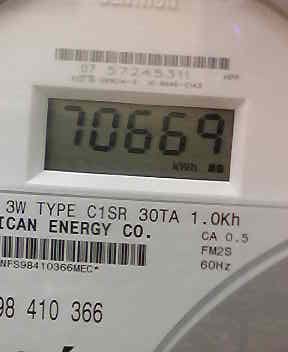 07 57245311
70669
kWh
3W TYPE C1SR 30TA 1.0Kh
ICAN ENERGY CO.
CA 0.5
FM2S
60Hz
NFS98410366MEC*
98 410 366